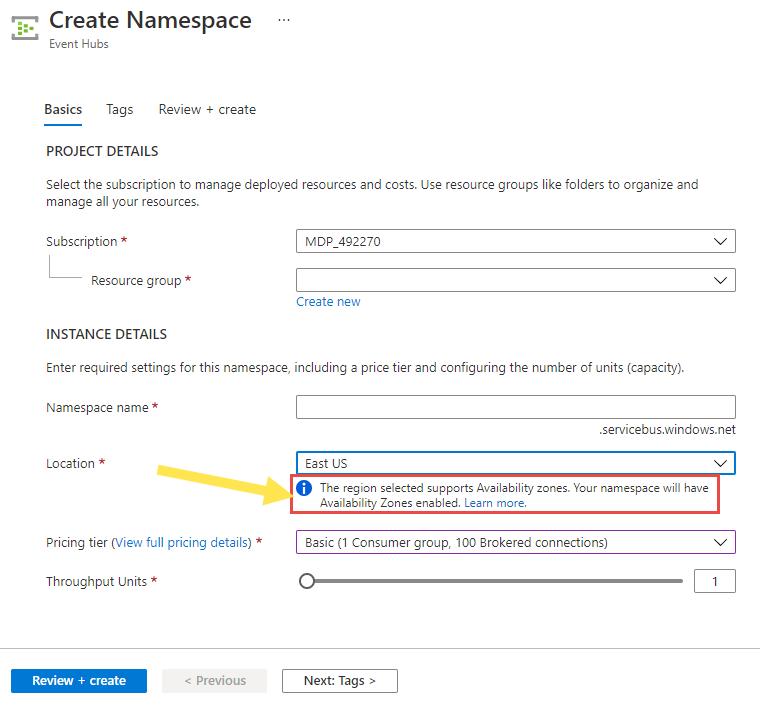 Create Namespace ...
Event Hubs
Basics Tags Review + create
PROJECT DETAILS
Select the subscription to manage deployed resources and costs. Use resource groups like folders to organize and
manage all your resources.
Subscription * MDP_492270
Resource group *
Create new
INSTANCE DETAILS
Enter required settings for this namespace, including a price tier and configuring the number of units (capacity).
Namespace name *
.servicebus.windows.net
Location * East US
The region selected supports Availability zones. Your namespace will have
Availability Zones enabled. Learn more.
Pricing tier (View full pricing details) * Basic (1 Consumer group, 100 Brokered connections)
Throughput Units * 1
Review + create < Previous Next: Tags >